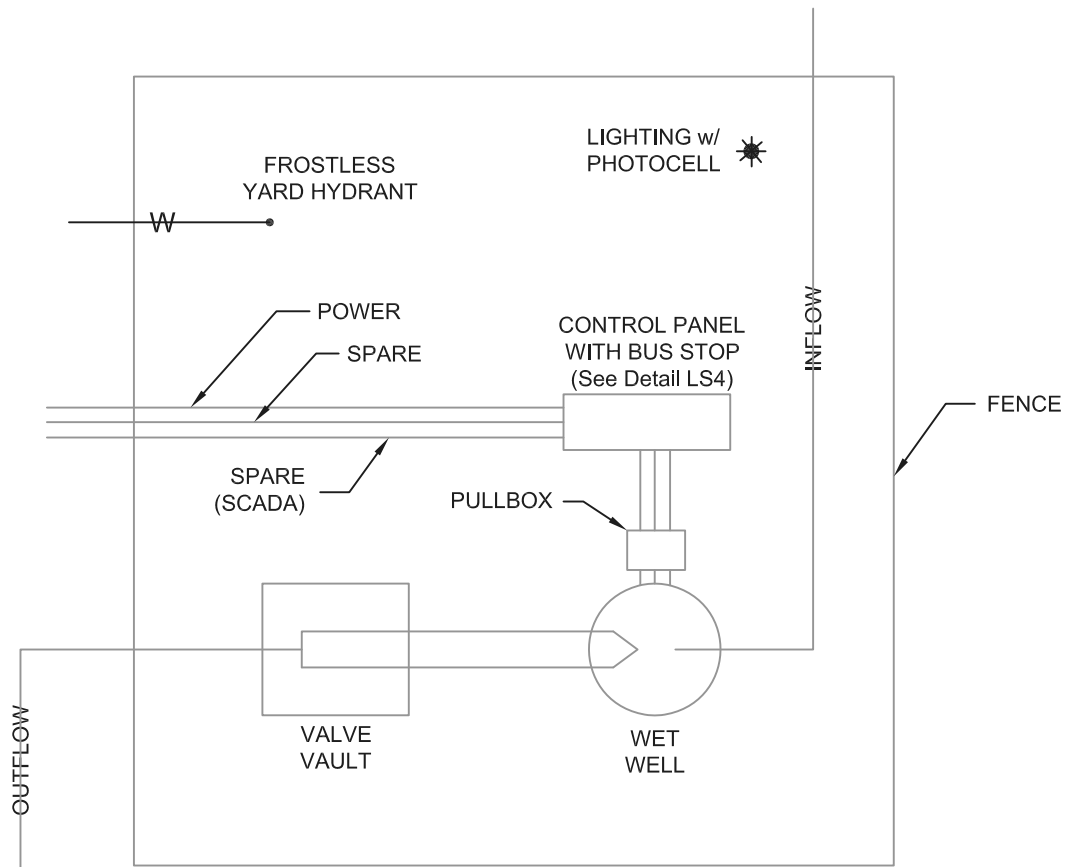 LIGHTING w/
PHOTOCELL
FROSTLESS
YARD HYDRANT
W
INFLOW
POWER
SPARE
CONTROL PANEL
WITH BUS STOP
(See Detail LS4)
FENCE
SPARE
(SCADA)
PULLBOX
OUTFLOW
VALVE
VAULT
WET
WELL